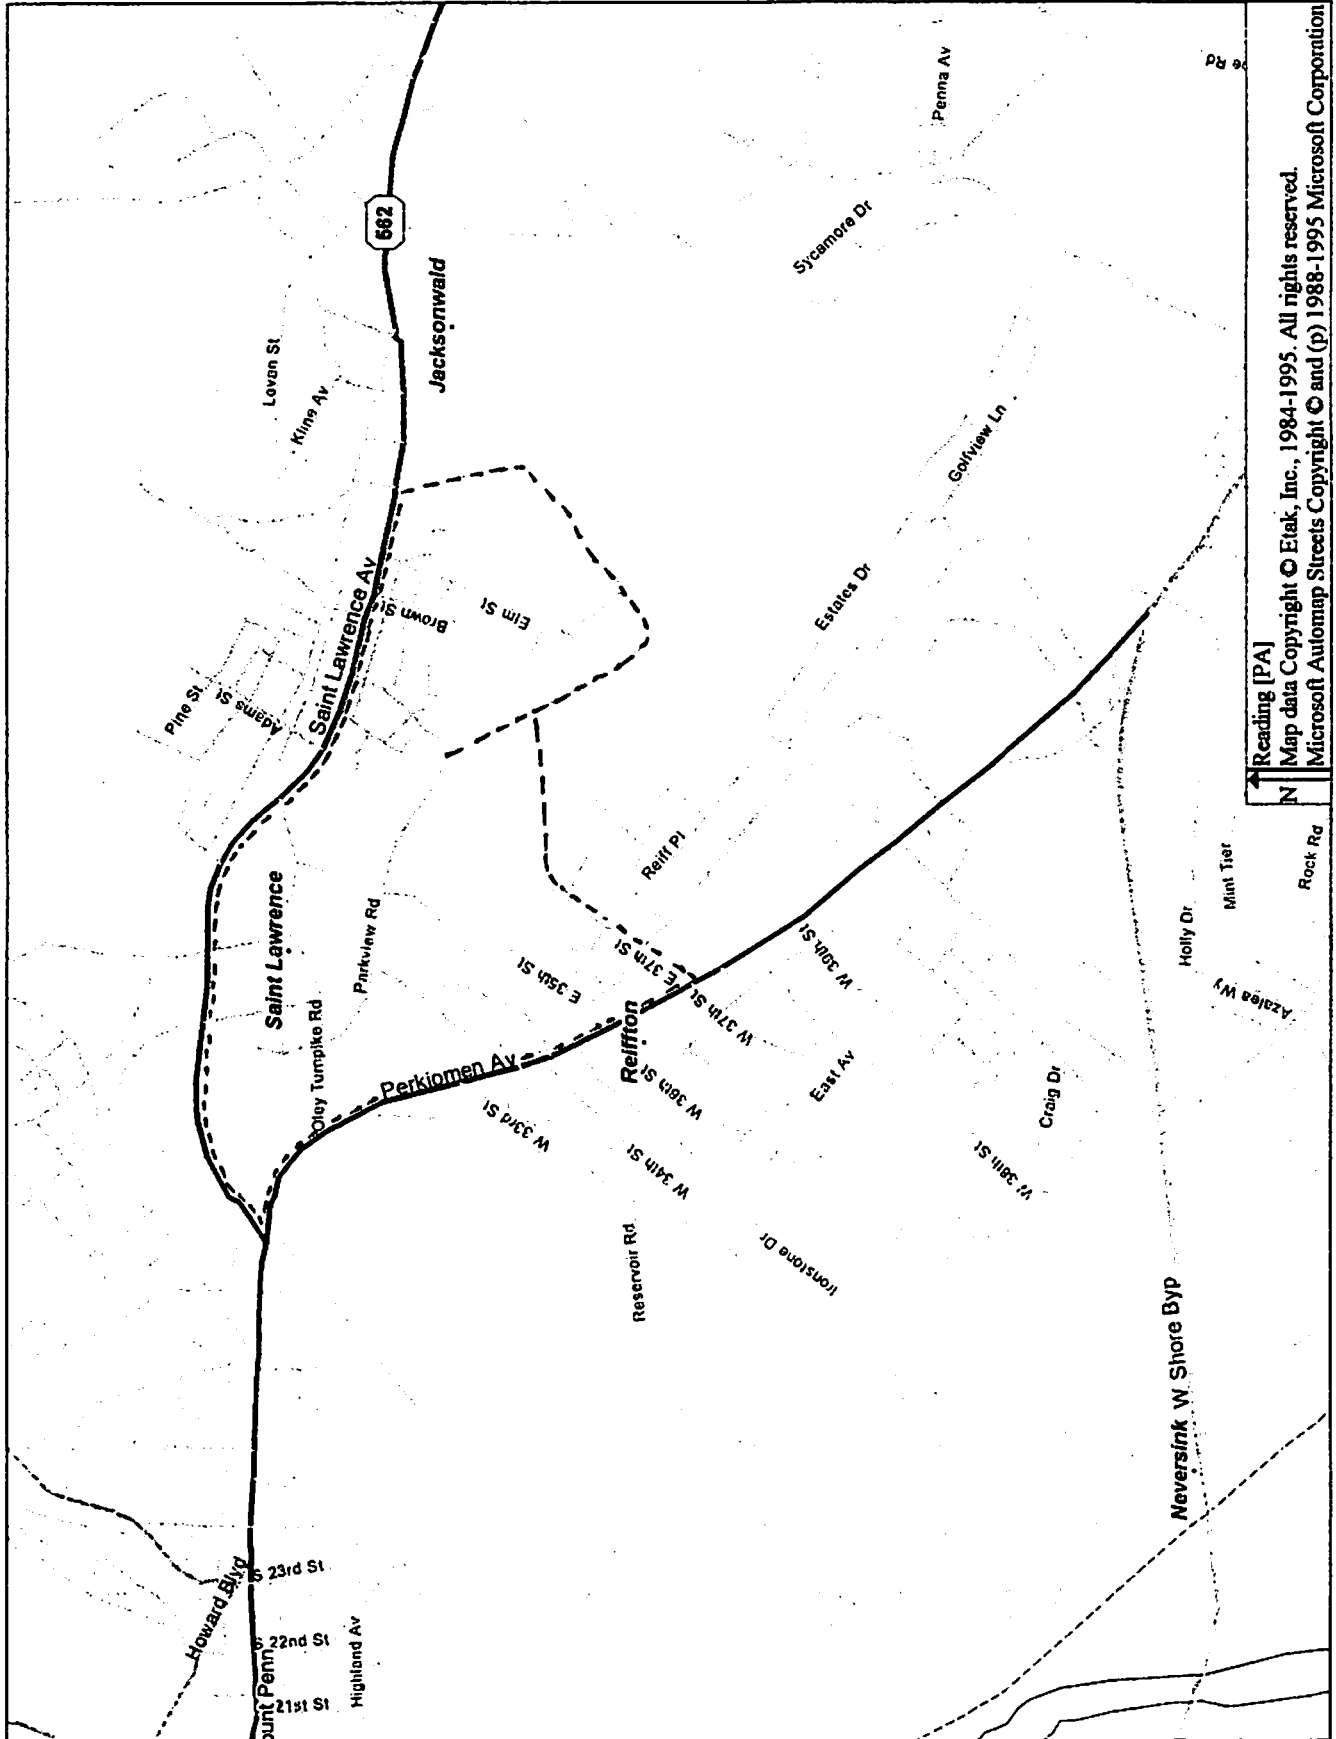 562
Jacksonwald
Penna Av
Sycamore Dr
Lovan St
Kline Av
Golfview Ln
Saint Lawrence Av
Brown St
Elm St
Estates Dr
Pine St
Adams St
Saint Lawrence
Parkview Rd
Oley Turnpike Rd
Reiff Pl
E 37th St
E 35th St
Perkiomen Av
Reiffton
W 39th St
W 37th St
W 36th St
W 33rd St
W 34th St
East Av
Craig Dr
W 38th St
Reservoir Rd
Ironstone Dr
Holly Dr
Mint Tier
Azalea Wy
Rock Rd
Neversink
W Shore Byp
Howard Blvd
S 23rd St
S 22nd St
21st St
Highland Av
ount Penn
Rd
N
Reading [PA]
Map data Copyright © Etak, Inc., 1984-1995. All rights reserved.
Microsoft Automap Streets Copyright © and (p) 1988-1995 Microsoft Corporation